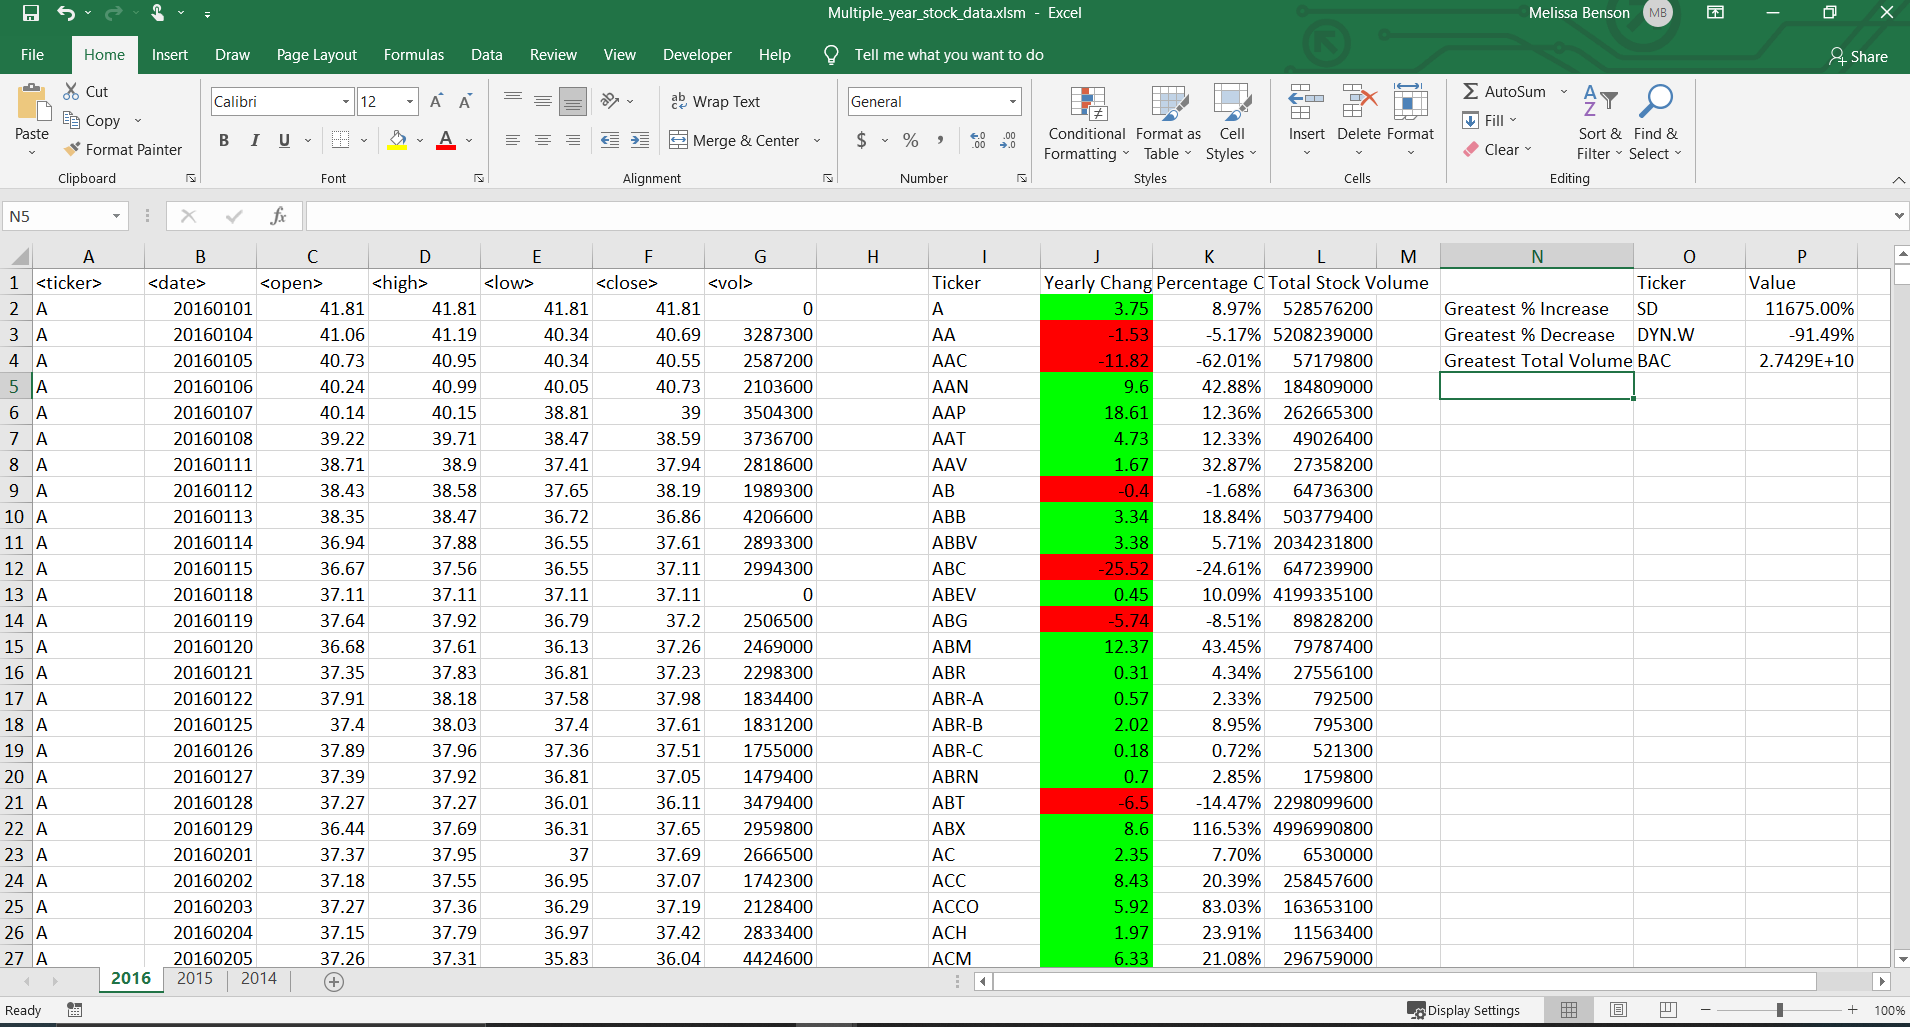 Multiple_year_stock_data.xlsm - Excel
Melissa Benson MB
File Home Insert Draw Page Layout Formulas Data Review View Developer Help Tell me what you want to do Share
Paste
Cut
Copy
Format Painter
Clipboard
Calibri 12
B I U
Font
Wrap Text
Merge & Center
Alignment
General
$ % ,
Number
Conditional Formatting
Format as Table
Cell Styles
Styles
Insert Delete Format
Cells
AutoSum
Fill
Clear
Sort & Filter
Find & Select
Editing
N5 fx
A B C D E F G H I J K L M N O P
1 <ticker> <date> <open> <high> <low> <close> <vol> Ticker Yearly Chang Percentage C Total Stock Volume Ticker Value
2 A 20160101 41.81 41.81 41.81 41.81 0 A 3.75 8.97% 528576200 Greatest % Increase SD 11675.00%
3 A 20160104 41.06 41.19 40.34 40.69 3287300 AA -1.53 -5.17% 5208239000 Greatest % Decrease DYN.W -91.49%
4 A 20160105 40.73 40.95 40.34 40.55 2587200 AAC -11.82 -62.01% 57179800 Greatest Total Volume BAC 2.7429E+10
5 A 20160106 40.24 40.99 40.05 40.73 2103600 AAN 9.6 42.88% 184809000
6 A 20160107 40.14 40.15 38.81 39 3504300 AAP 18.61 12.36% 262665300
7 A 20160108 39.22 39.71 38.47 38.59 3736700 AAT 4.73 12.33% 49026400
8 A 20160111 38.71 38.9 37.41 37.94 2818600 AAV 1.67 32.87% 27358200
9 A 20160112 38.43 38.58 37.65 38.19 1989300 AB -0.4 -1.68% 64736300
10 A 20160113 38.35 38.47 36.72 36.86 4206600 ABB 3.34 18.84% 503779400
11 A 20160114 36.94 37.88 36.55 37.61 2893300 ABBV 3.38 5.71% 2034231800
12 A 20160115 36.67 37.56 36.55 37.11 2994300 ABC -25.52 -24.61% 647239900
13 A 20160118 37.11 37.11 37.11 37.11 0 ABEV 0.45 10.09% 4199335100
14 A 20160119 37.64 37.92 36.79 37.2 2506500 ABG -5.74 -8.51% 89828200
15 A 20160120 36.68 37.61 36.13 37.26 2469000 ABM 12.37 43.45% 79787400
16 A 20160121 37.35 37.83 36.81 37.23 2298300 ABR 0.31 4.34% 27556100
17 A 20160122 37.91 38.18 37.58 37.98 1834400 ABR-A 0.57 2.33% 792500
18 A 20160125 37.4 38.03 37.4 37.61 1831200 ABR-B 2.02 8.95% 795300
19 A 20160126 37.89 37.96 37.36 37.51 1755000 ABR-C 0.18 0.72% 521300
20 A 20160127 37.39 37.92 36.81 37.05 1479400 ABRN 0.7 2.85% 1759800
21 A 20160128 37.27 37.27 36.01 36.11 3479400 ABT -6.5 -14.47% 2298099600
22 A 20160129 36.44 37.69 36.31 37.65 2959800 ABX 8.6 116.53% 4996990800
23 A 20160201 37.37 37.95 37 37.69 2666500 AC 2.35 7.70% 6530000
24 A 20160202 37.18 37.55 36.95 37.07 1742300 ACC 8.43 20.39% 258457600
25 A 20160203 37.27 37.36 36.29 37.19 2128400 ACCO 5.92 83.03% 163653100
26 A 20160204 37.15 37.79 36.97 37.42 2833400 ACH 1.97 23.91% 11563400
27 A 20160205 37.26 37.31 35.83 36.04 4424600 ACM 6.33 21.08% 296759000
2016 2015 2014
Ready Display Settings 100%